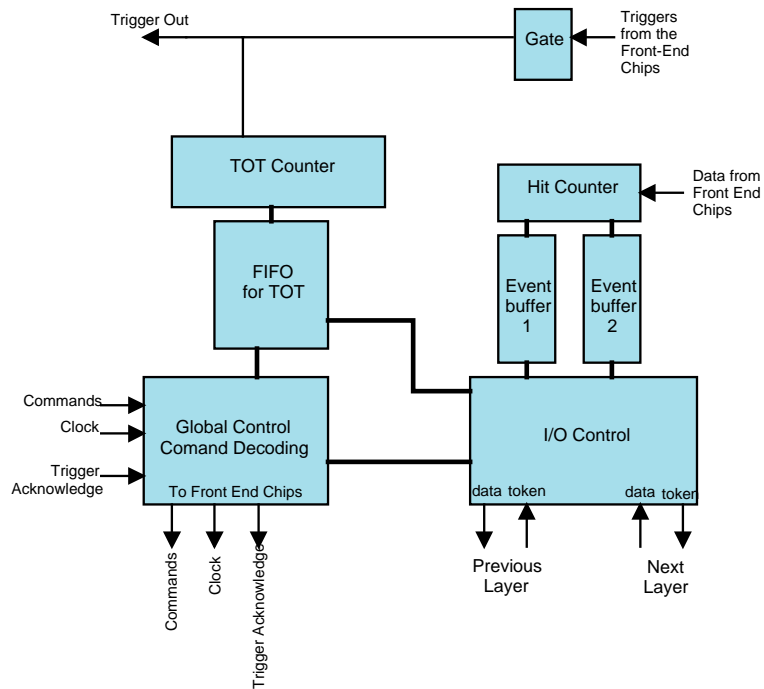 Trigger Out
Gate
Triggers
from the
Front-End
Chips
TOT Counter
Hit Counter
Data from
Front End
Chips
FIFO
for TOT
Event
buffer
1
Event
buffer
2
Commands
Clock
Trigger
Acknowledge
Global Control
Comand Decoding
To Front End Chips
I/O Control
data token
data token
Commands
Clock
Trigger Acknowledge
Previous
Layer
Next
Layer